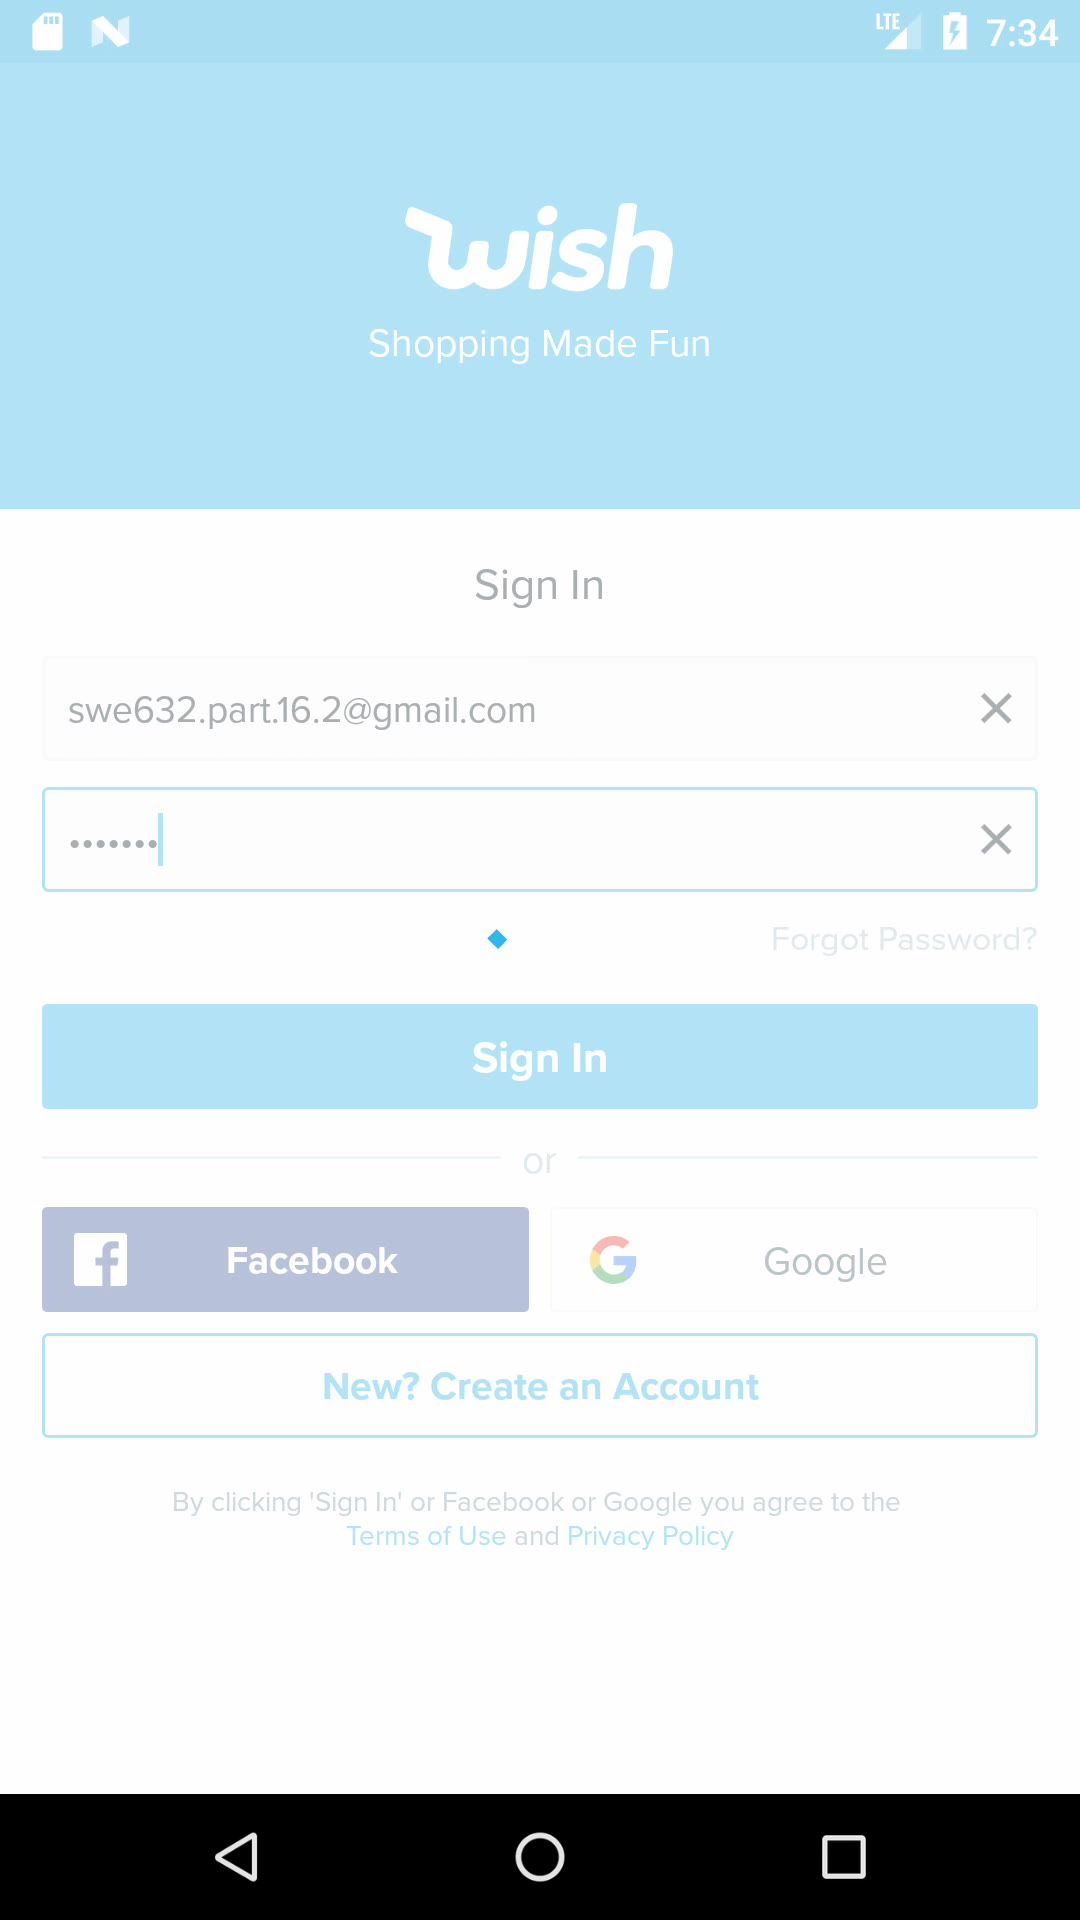 LTE 7:34
wish
Shopping Made Fun
Sign In
swe632.part.16.2@gmail.com
•••••••
Forgot Password?
Sign In
or
Facebook
Google
New? Create an Account
By clicking 'Sign In' or Facebook or Google you agree to the
Terms of Use and Privacy Policy